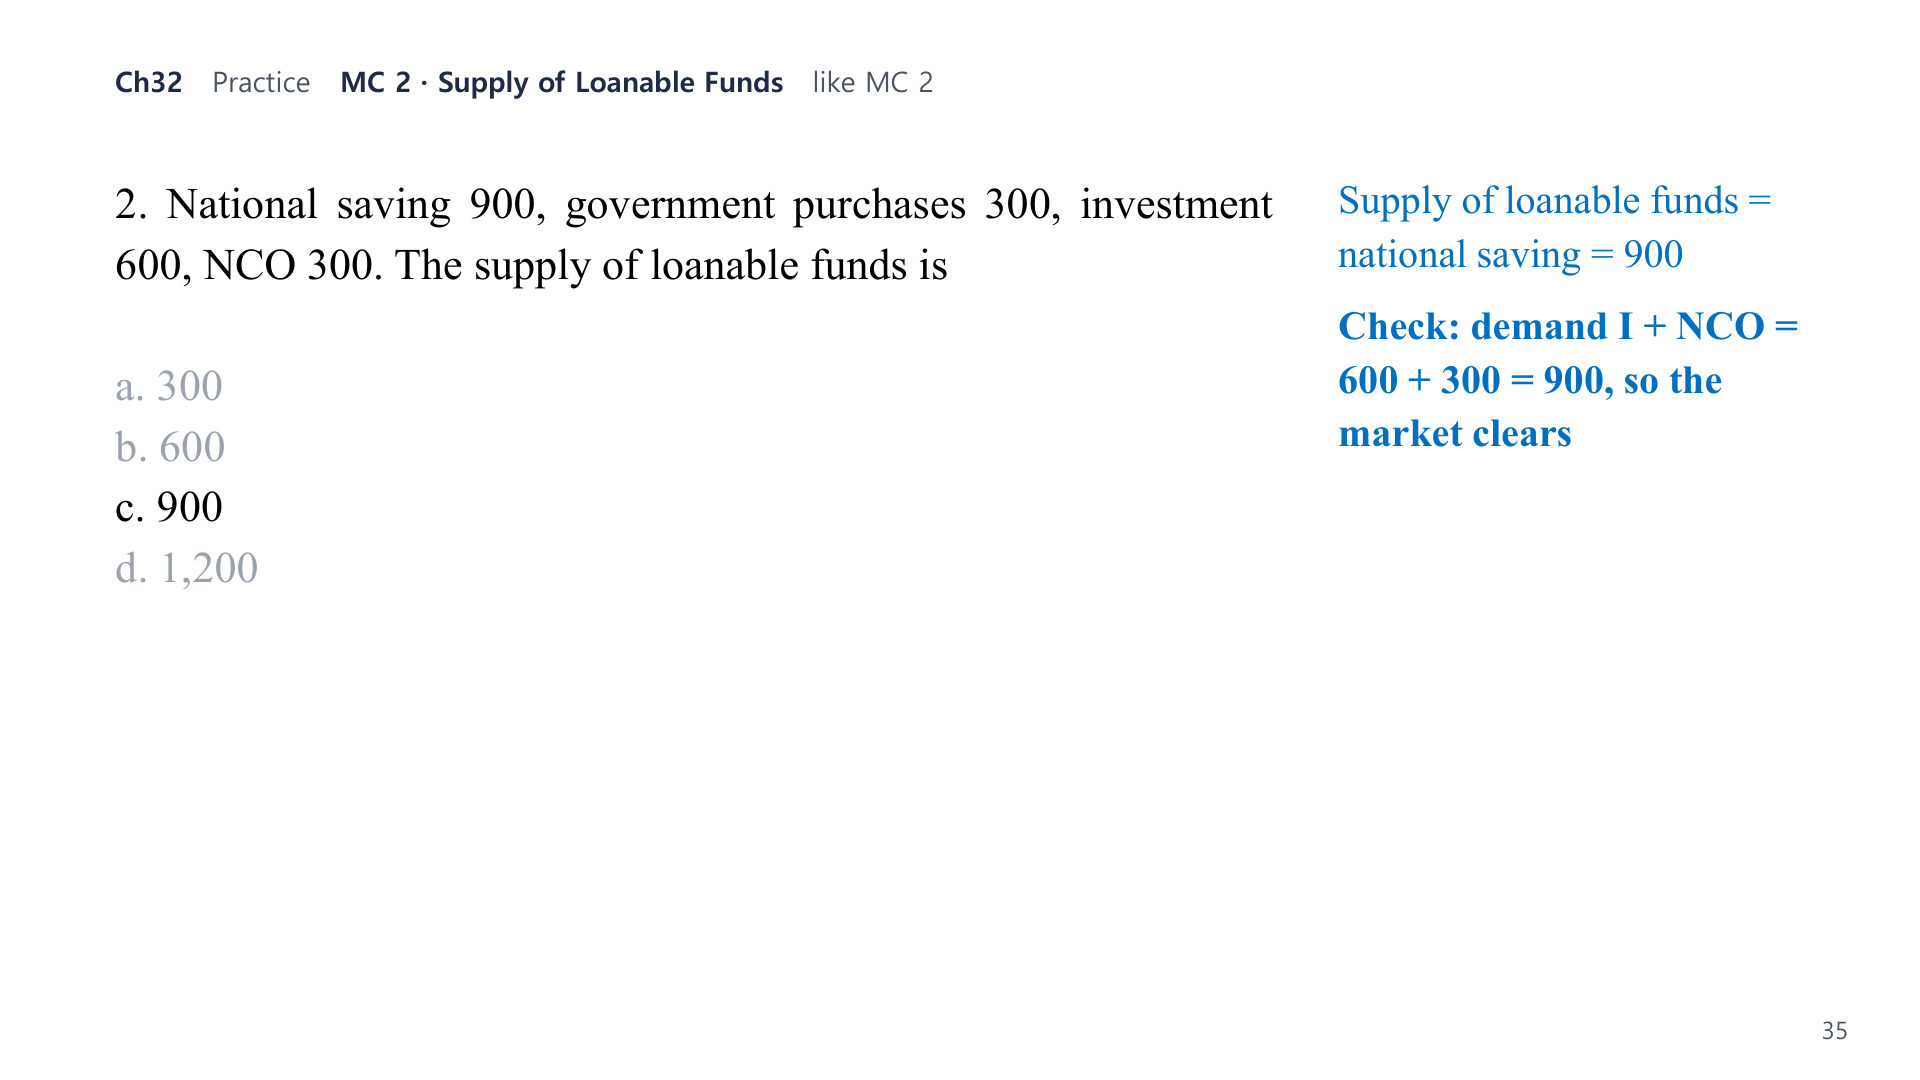 Ch32 Practice MC 2 · Supply of Loanable Funds like MC 2
2. National saving 900, government purchases 300, investment
600, NCO 300. The supply of loanable funds is
a. 300
b. 600
c. 900
d. 1,200
Supply of loanable funds =
national saving = 900
Check: demand I + NCO =
600 + 300 = 900, so the
market clears
35